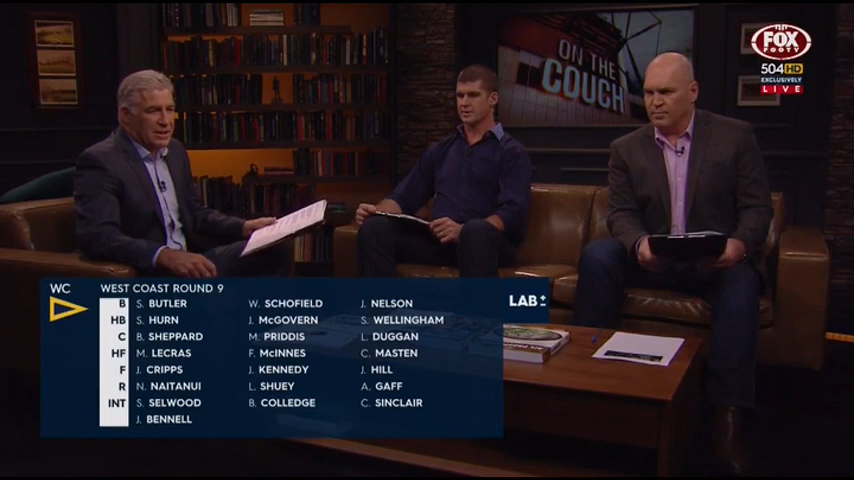 ON THE
COUCH
FOX
FOOTY
504 HD
EXCLUSIVELY
LIVE
WC
WEST COAST ROUND 9
LAB
B S. BUTLER W. SCHOFIELD J. NELSON
HB S. HURN J. McGOVERN S. WELLINGHAM
C B. SHEPPARD M. PRIDDIS L. DUGGAN
HF M. LECRAS F. McINNES C. MASTEN
F J. CRIPPS J. KENNEDY J. HILL
R N. NAITANUI L. SHUEY A. GAFF
INT S. SELWOOD B. COLLEDGE C. SINCLAIR
J. BENNELL